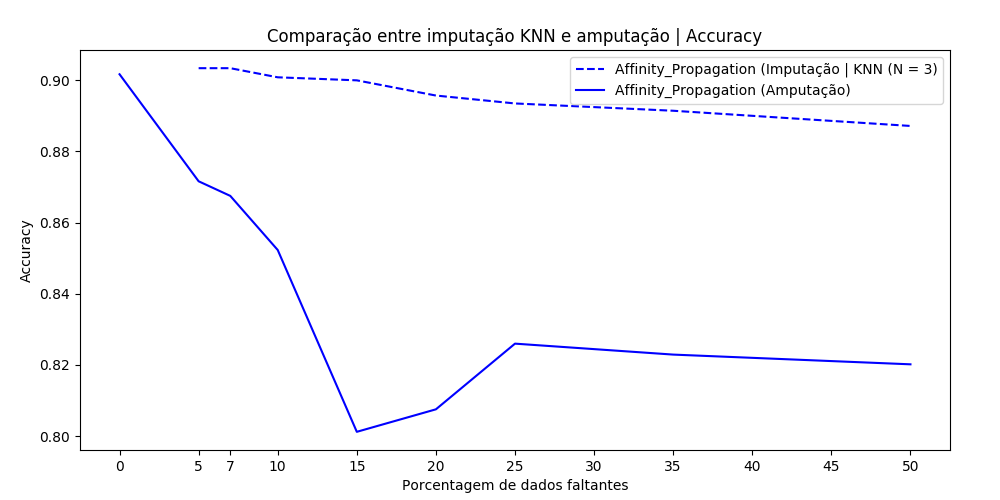 Comparação entre imputação KNN e amputação | Accuracy
Affinity_Propagation (Imputação | KNN (N = 3)
Affinity_Propagation (Amputação)
Accuracy
0.90
0.88
0.86
0.84
0.82
0.80
0 5 7 10 15 20 25 30 35 40 45 50
Porcentagem de dados faltantes